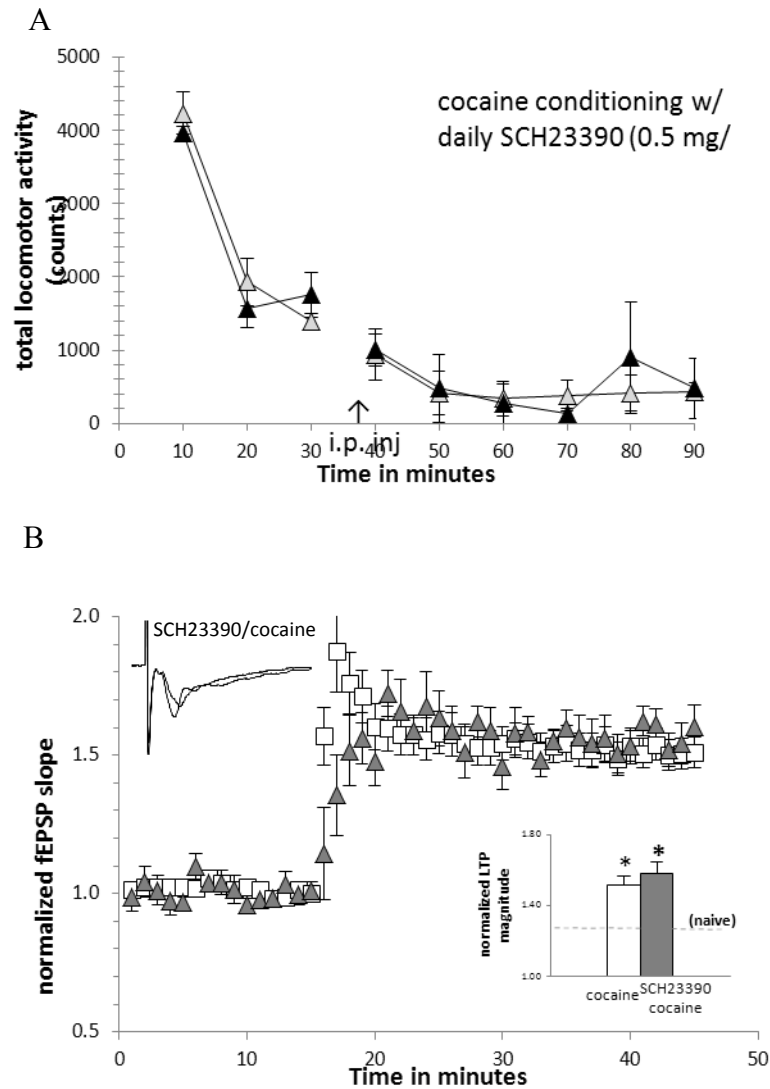 A
5000
4000
3000
2000
1000
0
total locomotor activity
(counts)
cocaine conditioning w/
daily SCH23390 (0.5 mg/
i.p. inj
0 10 20 30 40 50 60 70 80 90
Time in minutes
B
2.0
1.5
1.0
0.5
normalized fEPSP slope
SCH23390/cocaine
1.80
1.40
1.00
normalized LTP
magnitude
* *
(naive)
cocaine SCH23390
cocaine
0 10 20 30 40 50
Time in minutes